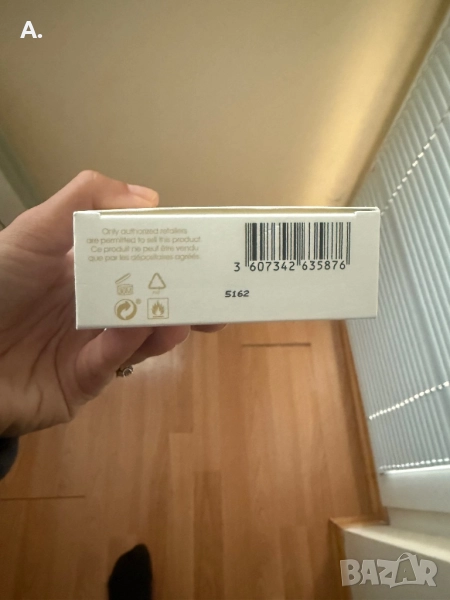 A.
Only authorized retailers
are permitted to sell this product.
Ce produit ne peut être vendu
que par les dépositaires agréés.
3 607342 635876
5162
BAZAR